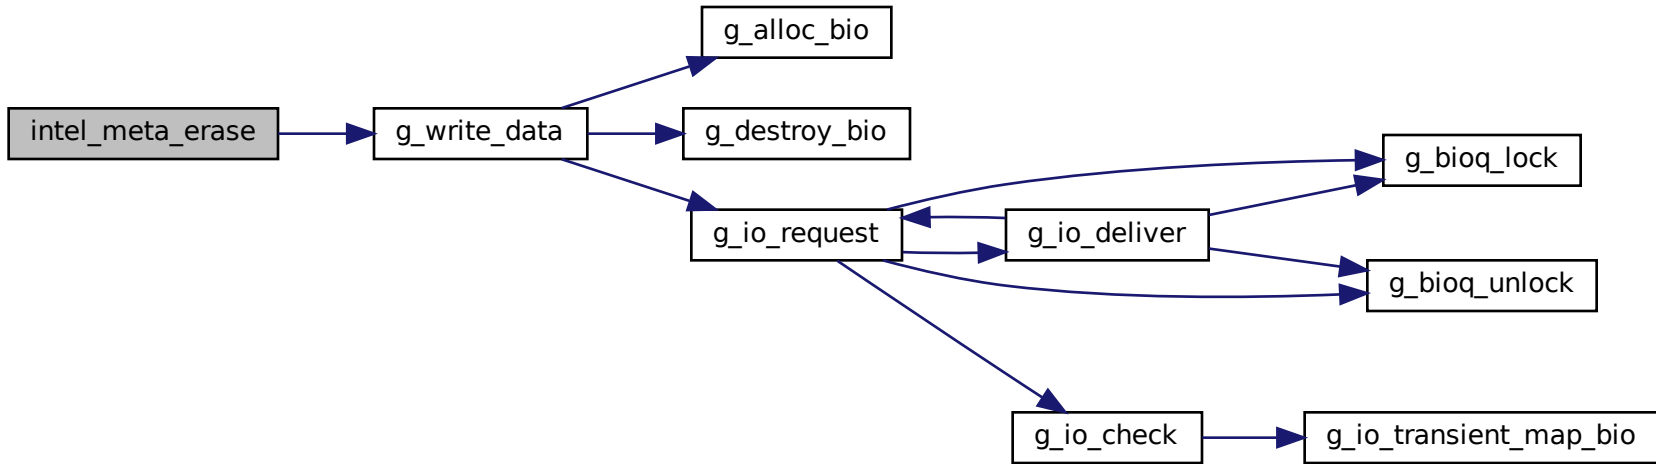 g_alloc_bio
intel_meta_erase
g_write_data
g_destroy_bio
g_bioq_lock
g_io_request
g_io_deliver
g_bioq_unlock
g_io_check
g_io_transient_map_bio